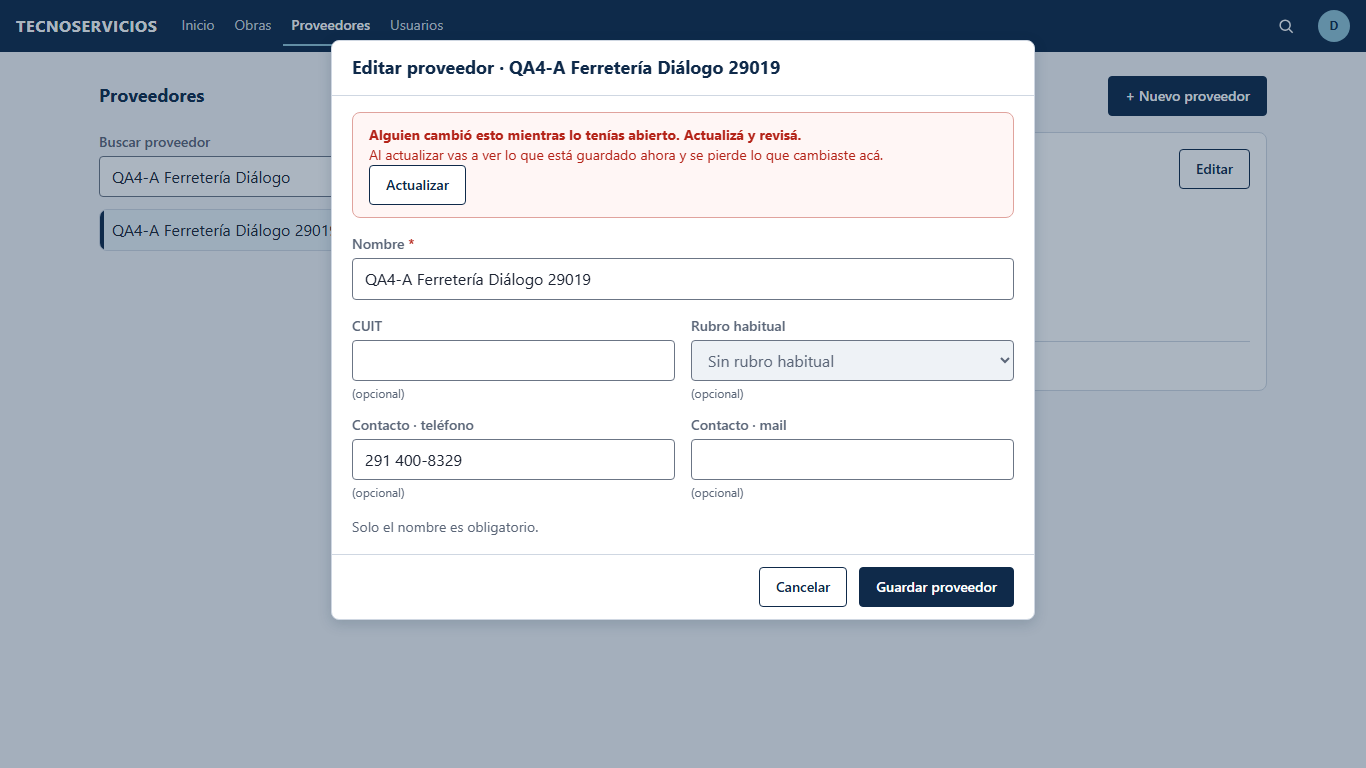 TECNOSERVICIOS Inicio Obras Proveedores Usuarios D
Editar proveedor · QA4-A Ferretería Diálogo 29019
Proveedores
+ Nuevo proveedor
Alguien cambió esto mientras lo tenías abierto. Actualizá y revisá.
Al actualizar vas a ver lo que está guardado ahora y se pierde lo que cambiaste acá.
Actualizar
Buscar proveedor
QA4-A Ferretería Diálogo
QA4-A Ferretería Diálogo 2901
Editar
Nombre *
QA4-A Ferretería Diálogo 29019
CUIT
(opcional)
Rubro habitual
Sin rubro habitual
(opcional)
Contacto · teléfono
291 400-8329
(opcional)
Contacto · mail
(opcional)
Solo el nombre es obligatorio.
Cancelar
Guardar proveedor